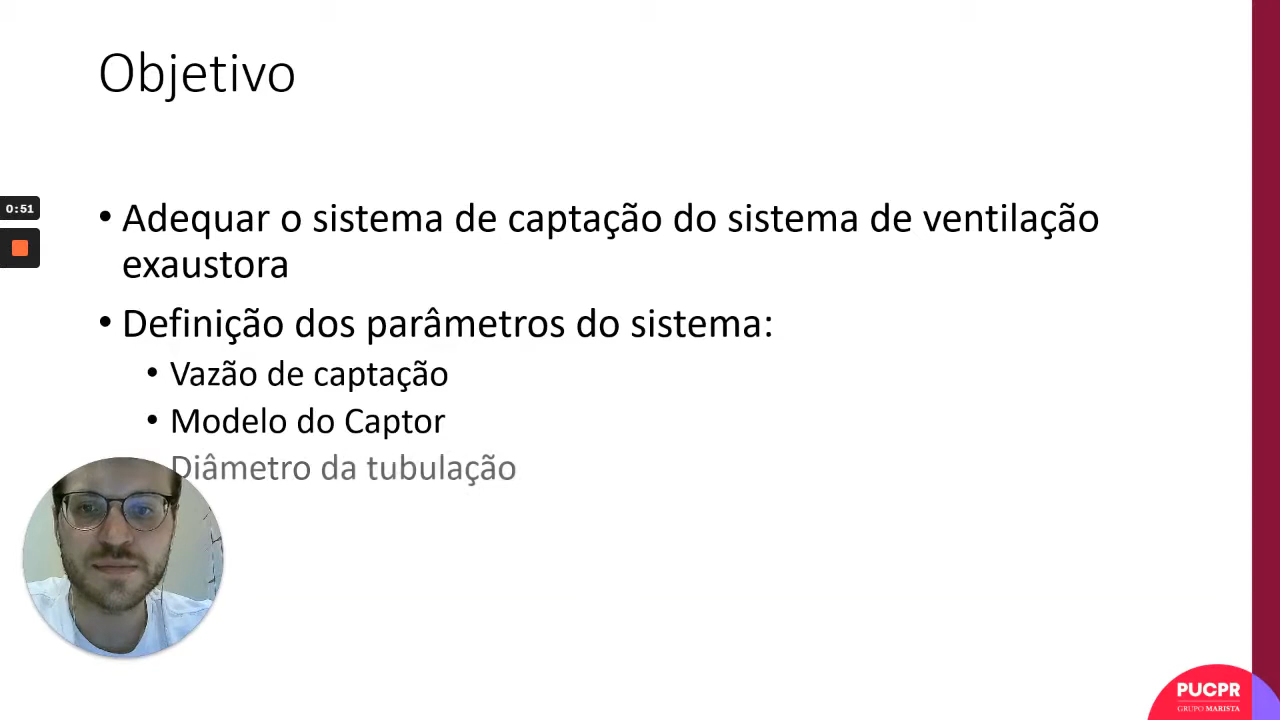 Objetivo
0:51
• Adequar o sistema de captação do sistema de ventilação
exaustora
• Definição dos parâmetros do sistema:
• Vazão de captação
• Modelo do Captor
Diâmetro da tubulação
PUCPR
GRUPO MARISTA